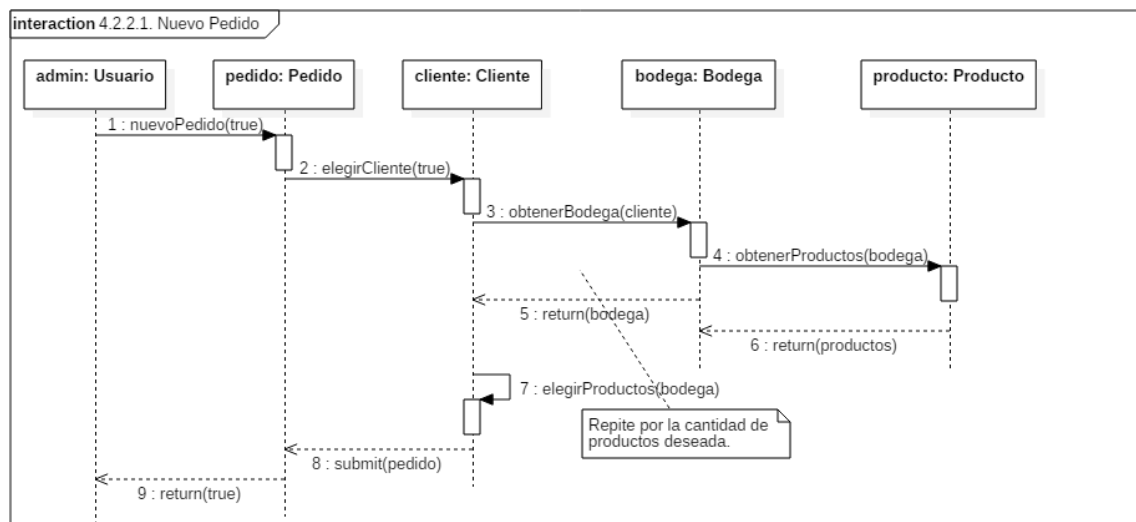 interaction 4.2.2.1. Nuevo Pedido
admin: Usuario
pedido: Pedido
cliente: Cliente
bodega: Bodega
producto: Producto
1 : nuevoPedido(true)
2 : elegirCliente(true)
3 : obtenerBodega(cliente)
4 : obtenerProductos(bodega)
5 : return(bodega)
6 : return(productos)
7 : elegirProductos(bodega)
Repite por la cantidad de
productos deseada.
8 : submit(pedido)
9 : return(true)